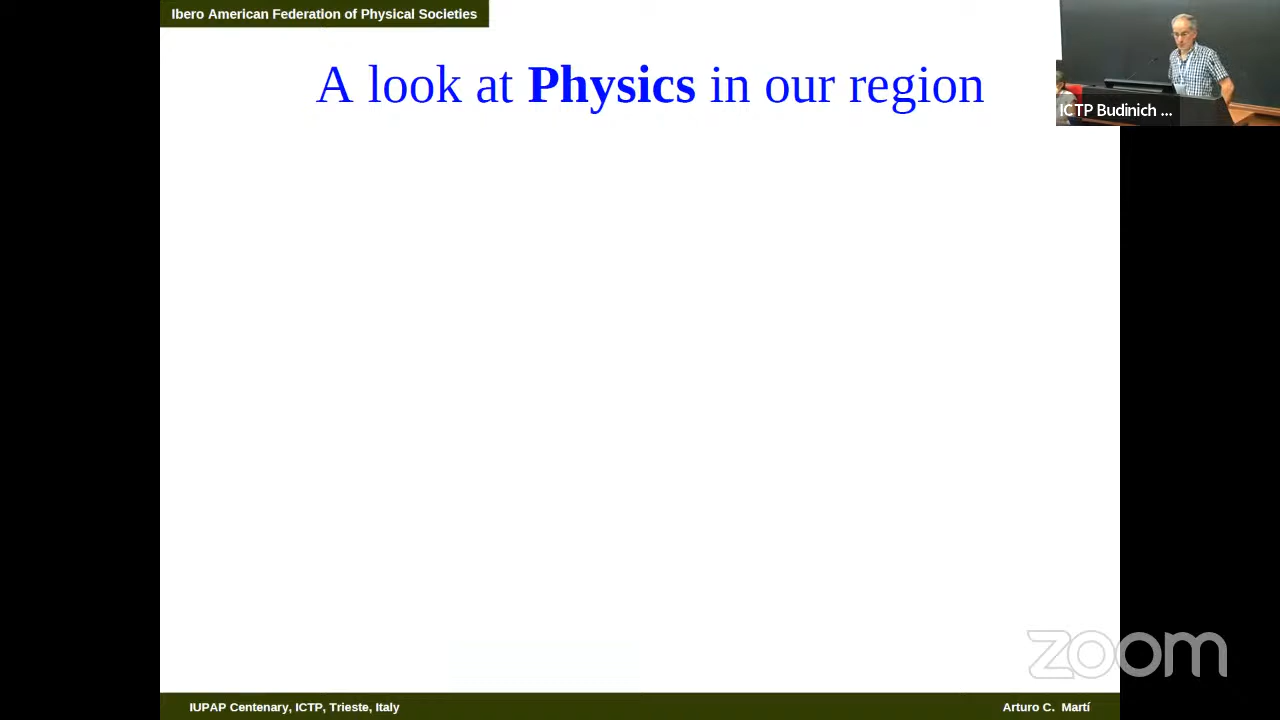 Ibero American Federation of Physical Societies
A look at Physics in our region
ICTP Budinich ...
zoom
IUPAP Centenary, ICTP, Trieste, Italy
Arturo C. Martí